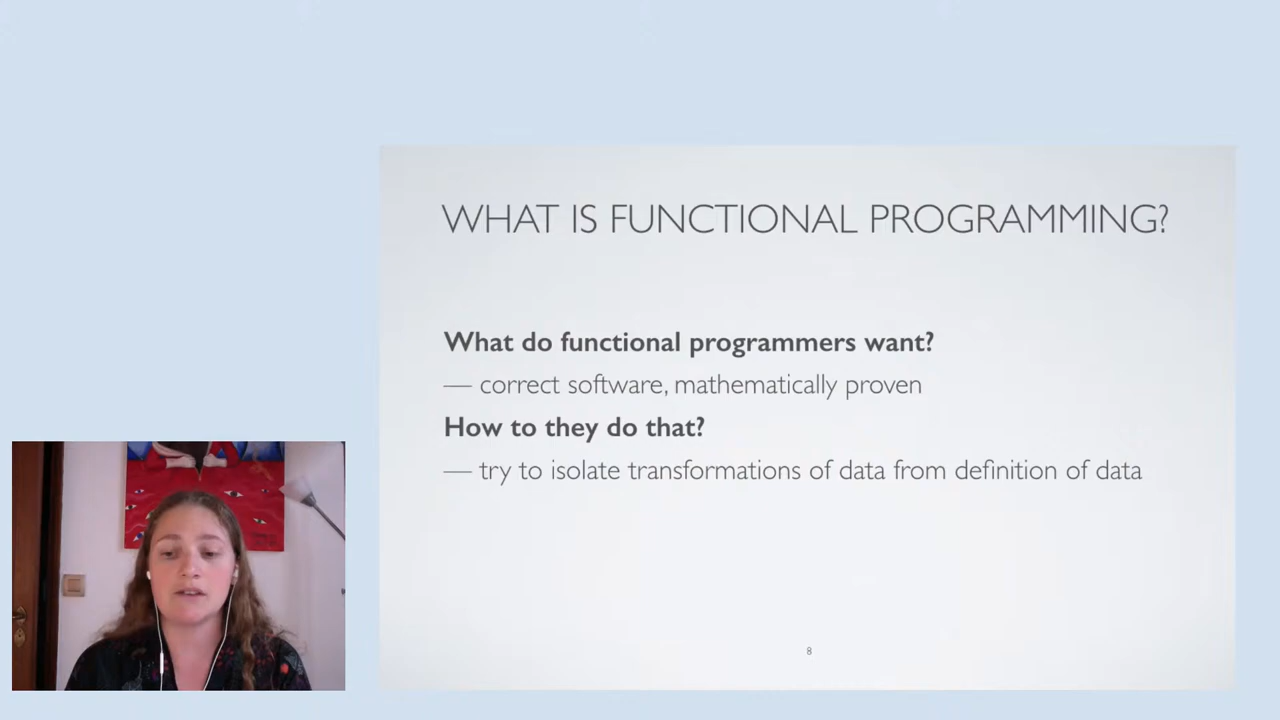 WHAT IS FUNCTIONAL PROGRAMMING?
What do functional programmers want?
— correct software, mathematically proven
How to they do that?
— try to isolate transformations of data from definition of data
8